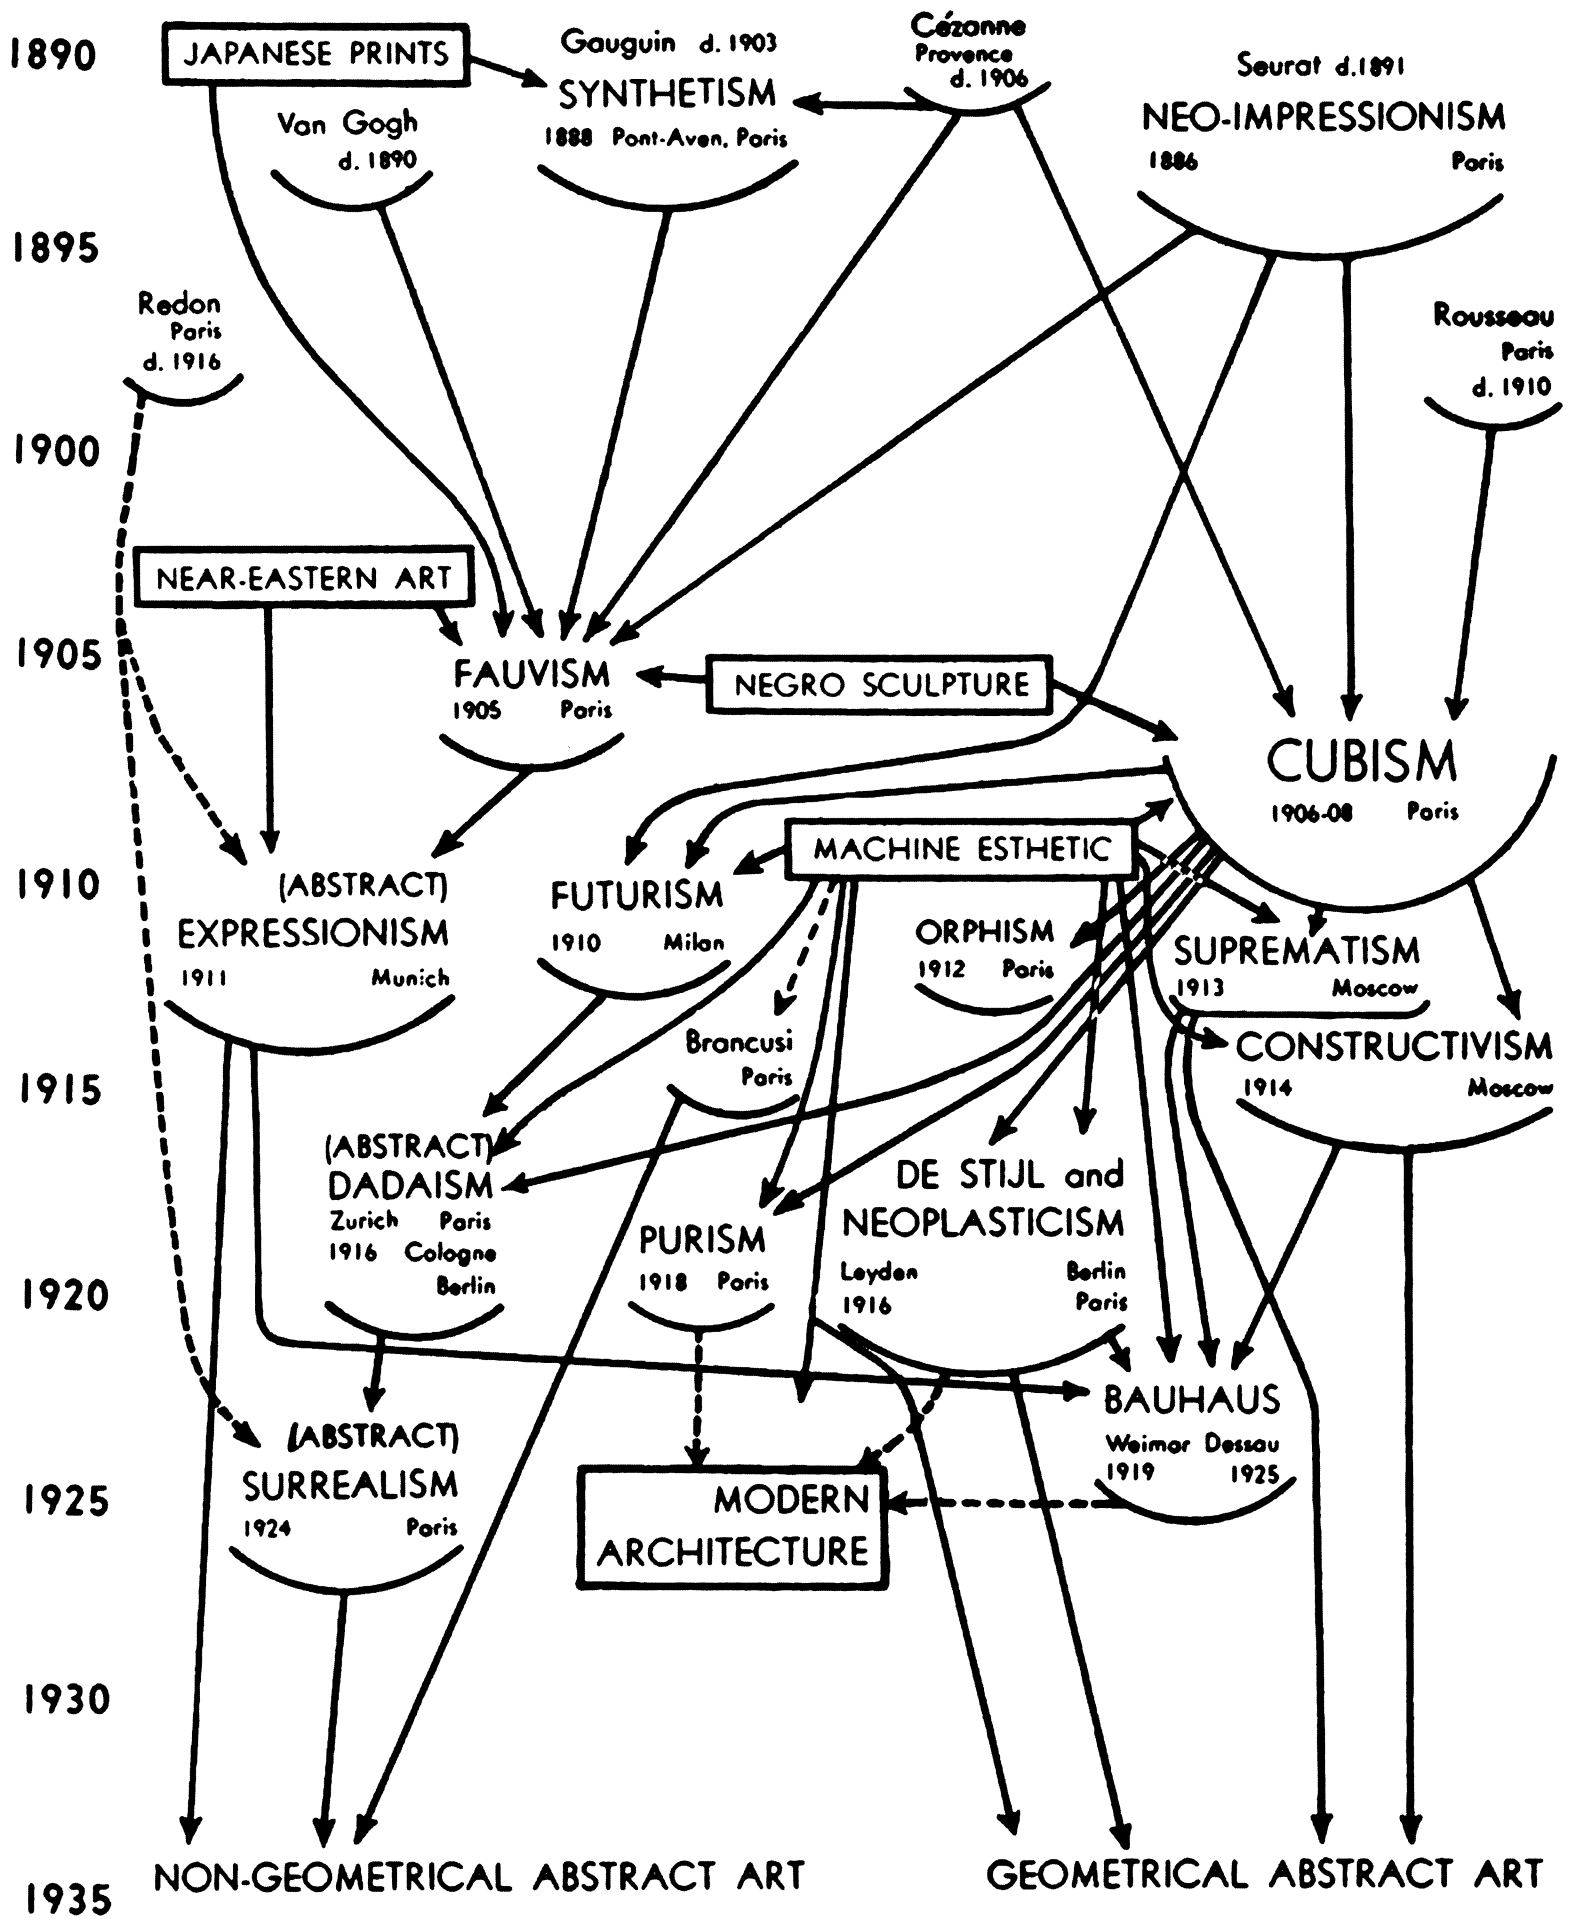 1890
JAPANESE PRINTS
Gauguin d. 1903
SYNTHETISM
1888 Pont-Aven, Paris
Cézanne
Provence
d. 1906
Seurat d.1891
NEO-IMPRESSIONISM
1886 Paris
Van Gogh
d. 1890
1895
Redon
Paris
d. 1916
Rousseau
Paris
d. 1910
1900
NEAR-EASTERN ART
1905
FAUVISM
1905 Paris
NEGRO SCULPTURE
CUBISM
1906-08 Paris
MACHINE ESTHETIC
1910
(ABSTRACT)
EXPRESSIONISM
1911 Munich
FUTURISM
1910 Milan
ORPHISM
1912 Paris
SUPREMATISM
1913 Moscow
Brancusi
Paris
CONSTRUCTIVISM
1914 Moscow
1915
(ABSTRACT)
DADAISM
Zurich Paris
1916 Cologne
Berlin
PURISM
1918 Paris
DE STIJL and
NEOPLASTICISM
Leyden Berlin
1916 Paris
1920
BAUHAUS
Weimar Dessau
1919 1925
(ABSTRACT)
SURREALISM
1924 Paris
1925
MODERN
ARCHITECTURE
1930
NON-GEOMETRICAL ABSTRACT ART
GEOMETRICAL ABSTRACT ART
1935